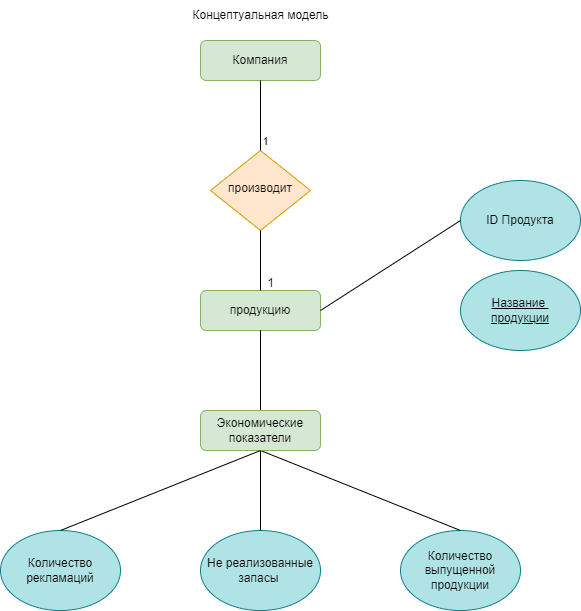 Концептуальная модель
Компания
1
производит
ID Продукта
1
продукцию
Название
продукции
Экономические
показатели
Количество
рекламаций
Не реализованные
запасы
Количество
выпущенной
продукции